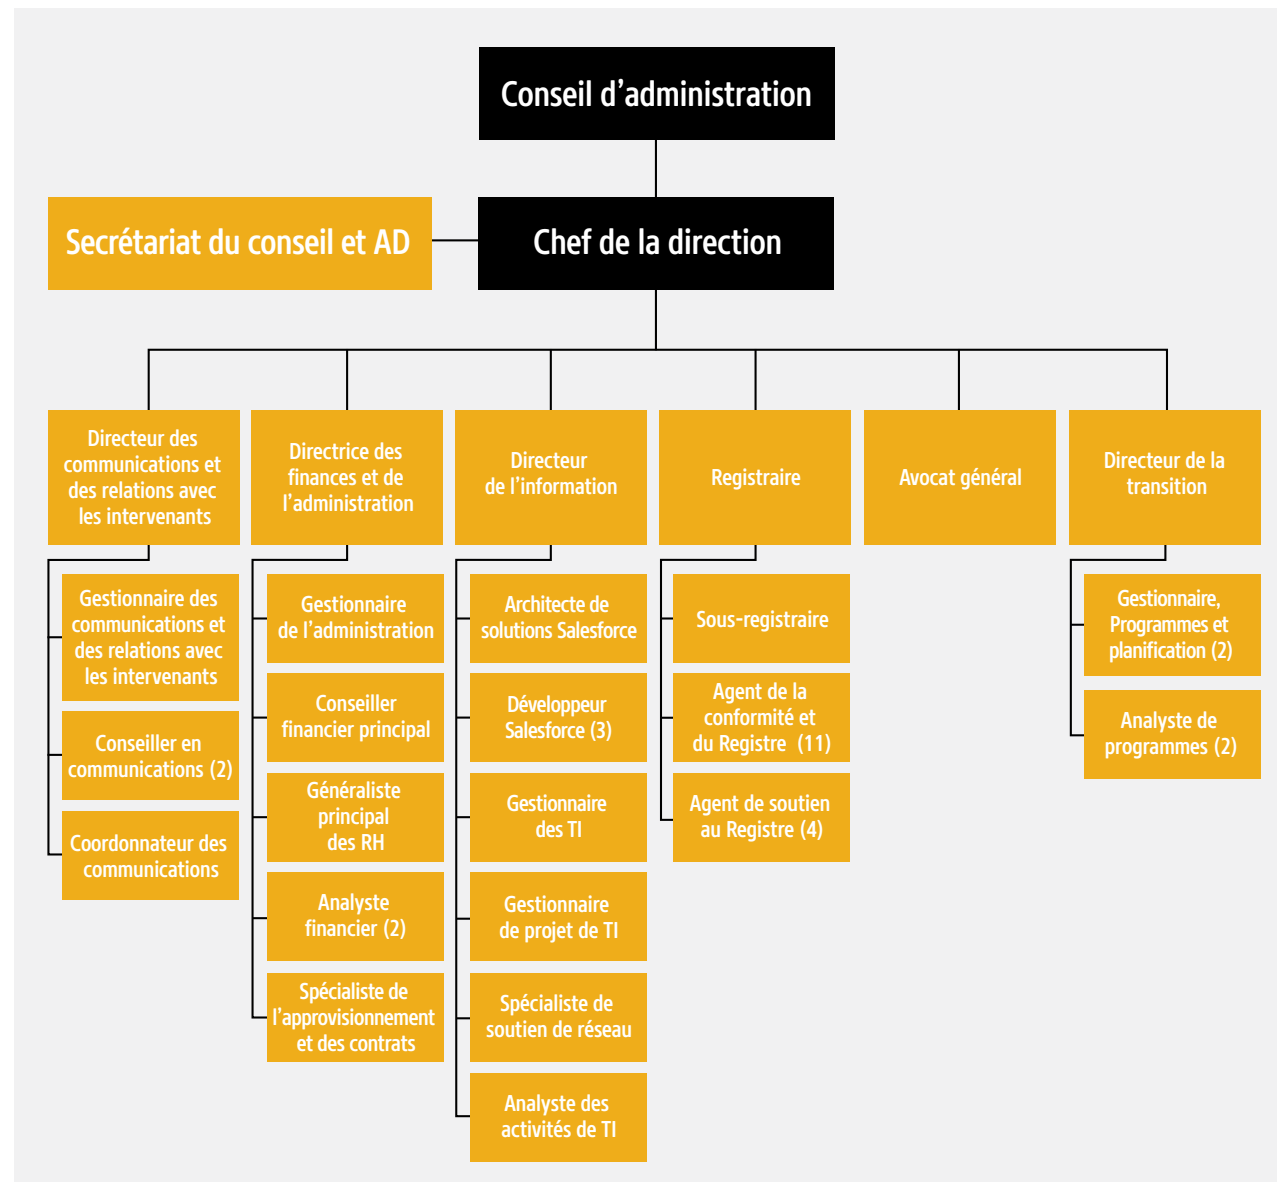 Conseil d’administration
Secrétariat du conseil et AD
Chef de la direction
Directeur des
communications et
des relations avec
les intervenants
Directrice des
finances et de
l’administration
Directeur
de l’information
Registraire
Avocat général
Directeur de la
transition
Gestionnaire des
communications et
des relations avec
les intervenants
Conseiller en
communications (2)
Coordonnateur des
communications
Gestionnaire
de l’administration
Conseiller
financier principal
Généraliste
principal
des RH
Analyste
financier (2)
Spécialiste de
l’approvisionnement
et des contrats
Architecte de
solutions Salesforce
Développeur
Salesforce (3)
Gestionnaire
des TI
Gestionnaire
de projet de TI
Spécialiste de
soutien de réseau
Analyste des
activités de TI
Sous-registraire
Agent de la
conformité et
du Registre (11)
Agent de soutien
au Registre (4)
Gestionnaire,
Programmes et
planification (2)
Analyste de
programmes (2)